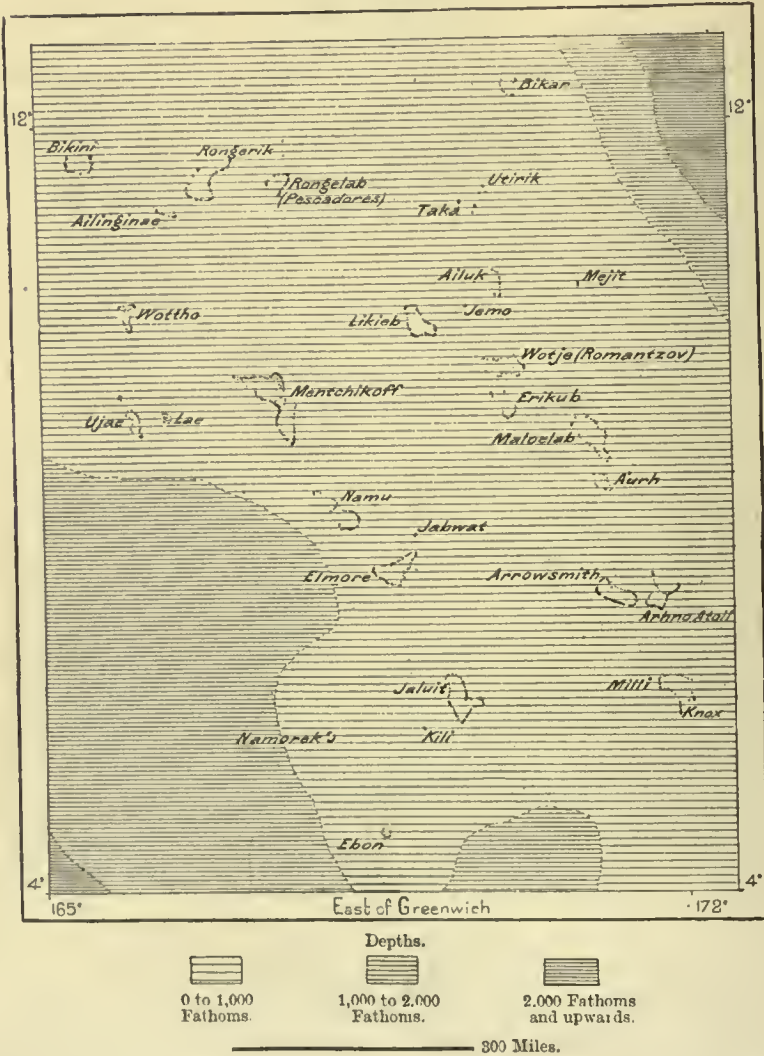 Bikar
12°
12°
Bikini
Rongerik
Rongelab
(Pescadores)
Utirik
Taka
Ailinginae
Ailuk
Mejit
Wottho
Jemo
Likieb
Wotje (Romantzov)
Mentchikoff
Erikub
Ujae
Lae
Maloelab
Aurh
Namu
Jabwat
Elmore
Arrowsmith
Arhno Atoll
Jaluit
Milli
Knox
Namorek's
Kili
Ebon
4°
4°
165°
East of Greenwich
172°
Depths.
0 to 1,000
Fathoms.
1,000 to 2.000
Fathoms.
2.000 Fathoms
and upwards.
300 Miles.